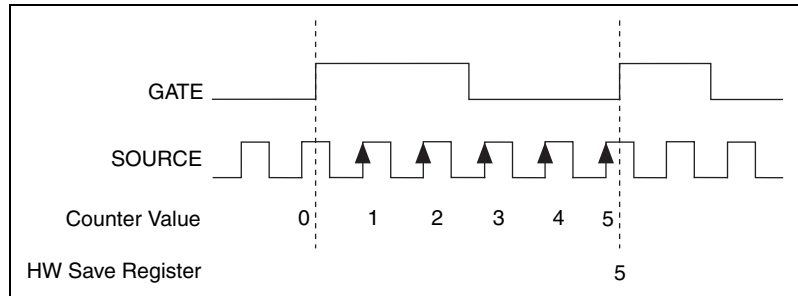 GATE
SOURCE
Counter Value 0 1 2 3 4 5
HW Save Register 5